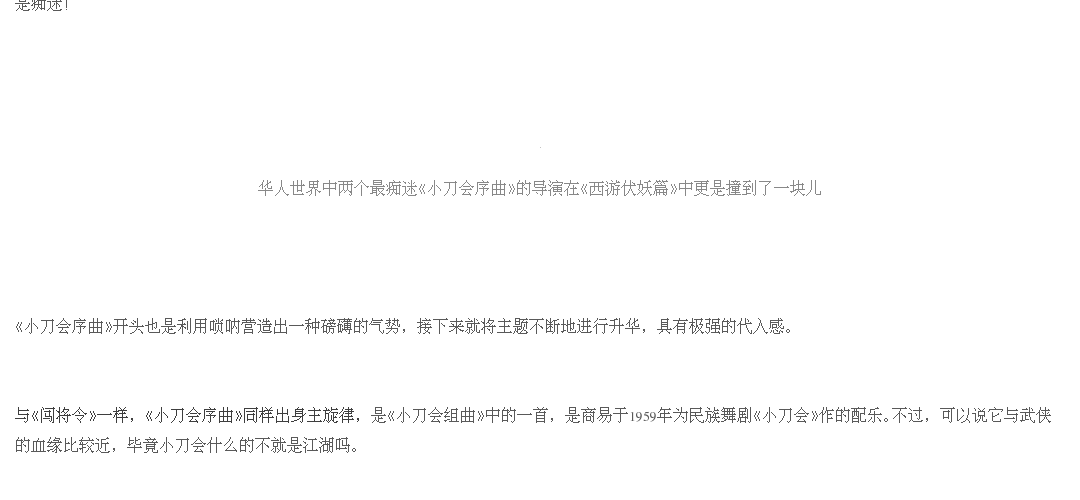 是痴迷！
华人世界中两个最痴迷《小刀会序曲》的导演在《西游伏妖篇》中更是撞到了一块儿
《小刀会序曲》开头也是利用唢呐营造出一种磅礴的气势，接下来就将主题不断地进行升华，具有极强的代入感。
与《闯将令》一样，《小刀会序曲》同样出身主旋律，是《小刀会组曲》中的一首，是商易于1959年为民族舞剧《小刀会》作的配乐。不过，可以说它与武侠
的血缘比较近，毕竟小刀会什么的不就是江湖吗。